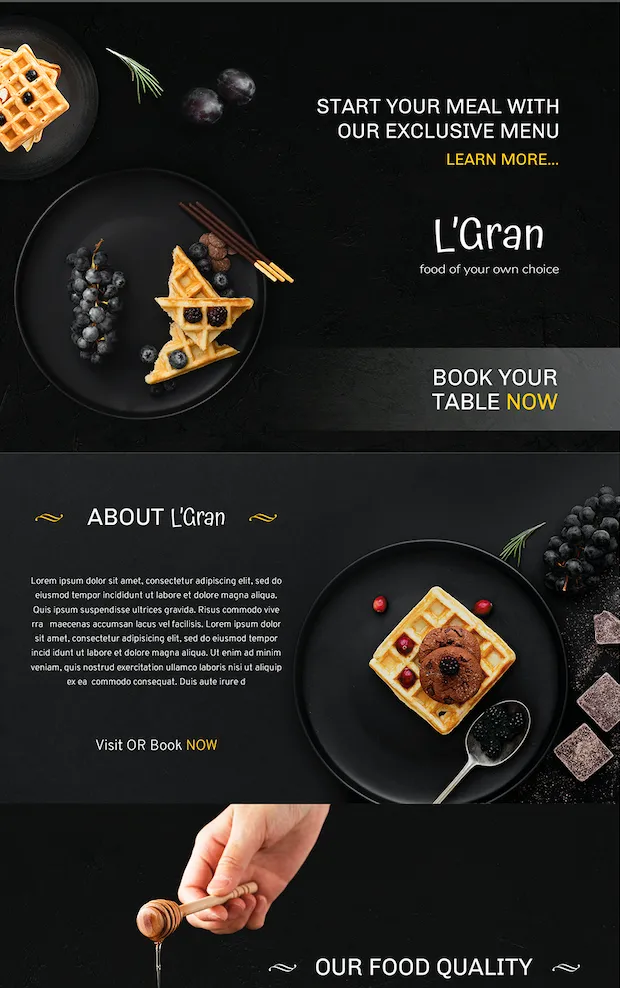 START YOUR MEAL WITH
OUR EXCLUSIVE MENU
LEARN MORE...
L'Gran
food of your own choice
BOOK YOUR
TABLE NOW
ABOUT L'Gran
Lorem ipsum dolor sit amet, consectetur adipiscing elit, sed do
eiusmod tempor incididunt ut labore et dolore magna aliqua.
Quis ipsum suspendisse ultrices gravida. Risus commodo vive
rra maecenas accumsan lacus vel facilisis. Lorem ipsum dolor
sit amet, consectetur adipiscing elit, sed do eiusmod tempor
incid idunt ut labore et dolore magna aliqua. Ut enim ad minim
veniam, quis nostrud exercitation ullamco laboris nisi ut aliquip
ex ea commodo consequat. Duis aute irure d
Visit OR Book NOW
OUR FOOD QUALITY